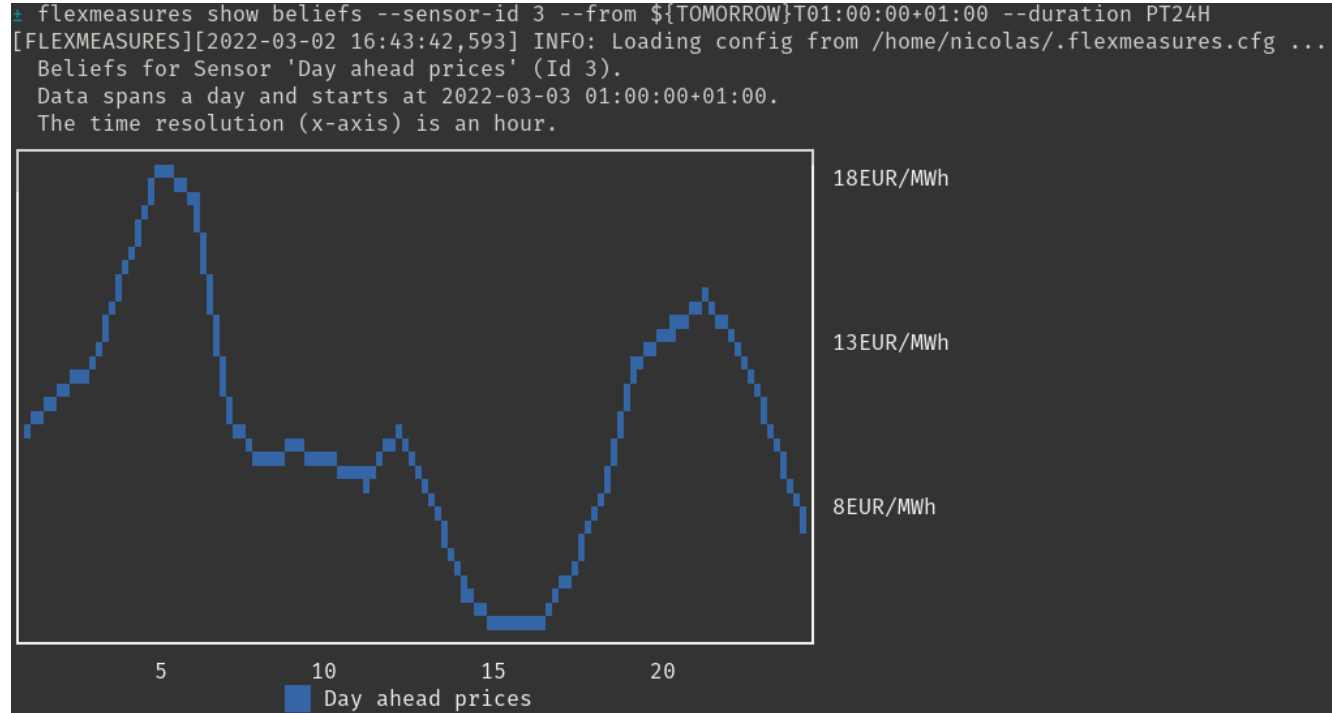 ± flexmeasures show beliefs --sensor-id 3 --from ${TOMORROW}T01:00:00+01:00 --duration PT24H
[FLEXMEASURES][2022-03-02 16:43:42,593] INFO: Loading config from /home/nicolas/.flexmeasures.cfg ...
Beliefs for Sensor 'Day ahead prices' (Id 3).
Data spans a day and starts at 2022-03-03 01:00:00+01:00.
The time resolution (x-axis) is an hour.
18EUR/MWh
13EUR/MWh
8EUR/MWh
5 10 15 20
Day ahead prices